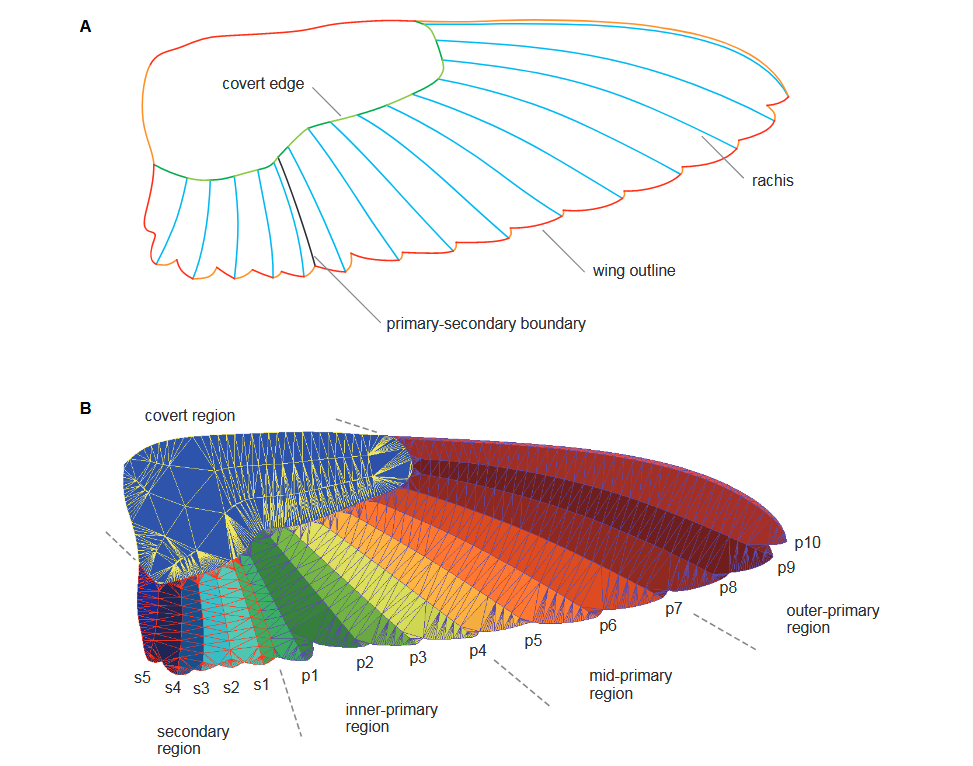 A
covert edge
rachis
wing outline
primary-secondary boundary
B
covert region
p10
p9
p8
p7
outer-primary
region
p6
p5
p4
p3
p2
p1
s1
s2
s3
s4
s5
mid-primary
region
inner-primary
region
secondary
region